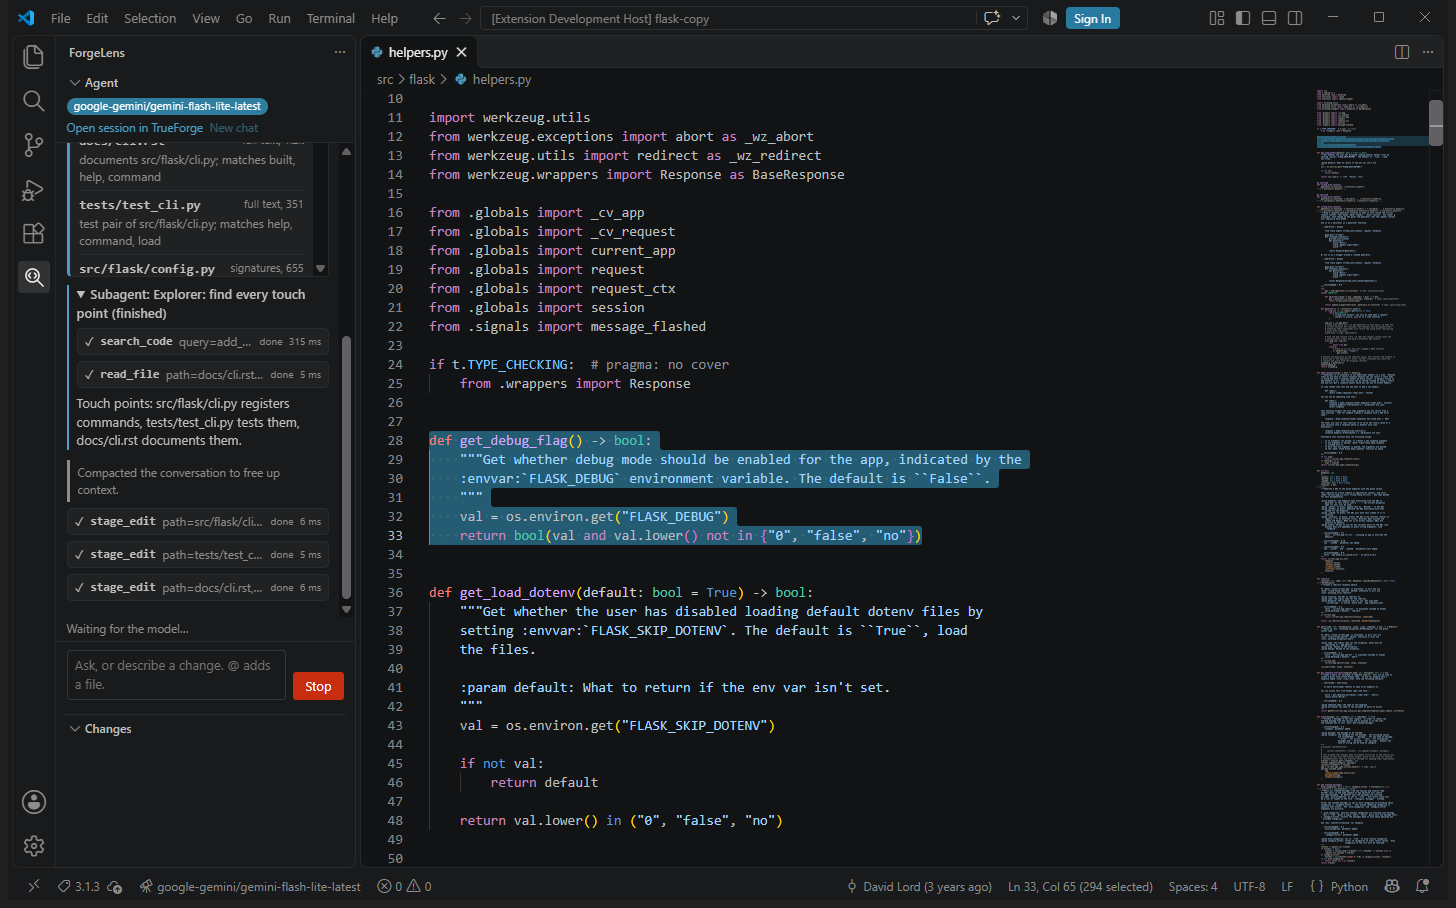 File Edit Selection View Go Run Terminal Help
[Extension Development Host] flask-copy
Sign In
ForgeLens
Agent
google-gemini/gemini-flash-lite-latest
Open session in TrueForge New chat
documents src/flask/cli.py; matches built,
help, command
tests/test_cli.py full text, 351
test pair of src/flask/cli.py; matches help,
command, load
src/flask/config.py signatures, 655
Subagent: Explorer: find every touch
point (finished)
✓ search_code query=add_... done 315 ms
✓ read_file path=docs/cli.rst... done 5 ms
Touch points: src/flask/cli.py registers
commands, tests/test_cli.py tests them,
docs/cli.rst documents them.
Compacted the conversation to free up
context.
✓ stage_edit path=src/flask/cli... done 6 ms
✓ stage_edit path=tests/test_c... done 5 ms
✓ stage_edit path=docs/cli.rst,... done 6 ms
Waiting for the model...
Ask, or describe a change. @ adds
a file.
Stop
Changes
helpers.py
src > flask > helpers.py
10
11 import werkzeug.utils
12 from werkzeug.exceptions import abort as _wz_abort
13 from werkzeug.utils import redirect as _wz_redirect
14 from werkzeug.wrappers import Response as BaseResponse
15
16 from .globals import _cv_app
17 from .globals import _cv_request
18 from .globals import current_app
19 from .globals import request
20 from .globals import request_ctx
21 from .globals import session
22 from .signals import message_flashed
23
24 if t.TYPE_CHECKING:  # pragma: no cover
25     from .wrappers import Response
26
27
28 def get_debug_flag() -> bool:
29     """Get whether debug mode should be enabled for the app, indicated by the
30     :envvar:`FLASK_DEBUG` environment variable. The default is ``False``.
31     """
32     val = os.environ.get("FLASK_DEBUG")
33     return bool(val and val.lower() not in {"0", "false", "no"})
34
35
36 def get_load_dotenv(default: bool = True) -> bool:
37     """Get whether the user has disabled loading default dotenv files by
38     setting :envvar:`FLASK_SKIP_DOTENV`. The default is ``True``, load
39     the files.
40
41     :param default: What to return if the env var isn't set.
42     """
43     val = os.environ.get("FLASK_SKIP_DOTENV")
44
45     if not val:
46         return default
47
48     return val.lower() in ("0", "false", "no")
49
50
3.1.3 google-gemini/gemini-flash-lite-latest 0 0 David Lord (3 years ago) Ln 33, Col 65 (294 selected) Spaces: 4 UTF-8 LF { } Python